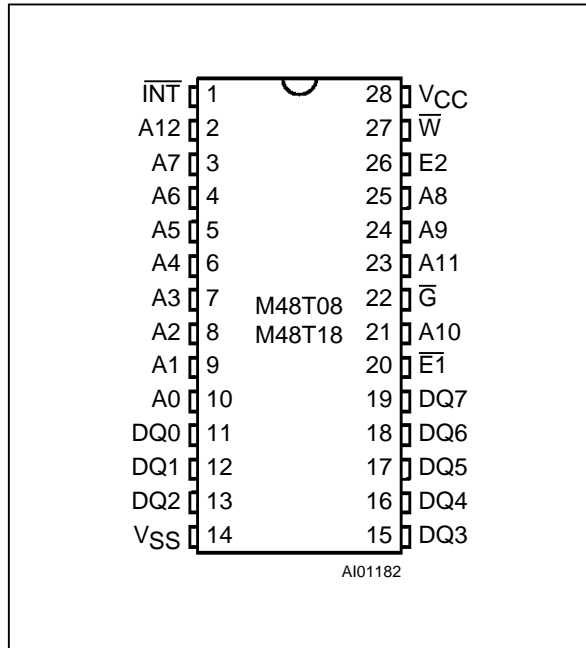 I̅N̅T̅ 1 28 VCC
A12 2 27 W̅
A7 3 26 E2
A6 4 25 A8
A5 5 24 A9
A4 6 23 A11
A3 7 M48T08 22 G̅
A2 8 M48T18 21 A10
A1 9 20 E̅1̅
A0 10 19 DQ7
DQ0 11 18 DQ6
DQ1 12 17 DQ5
DQ2 13 16 DQ4
VSS 14 15 DQ3
AI01182